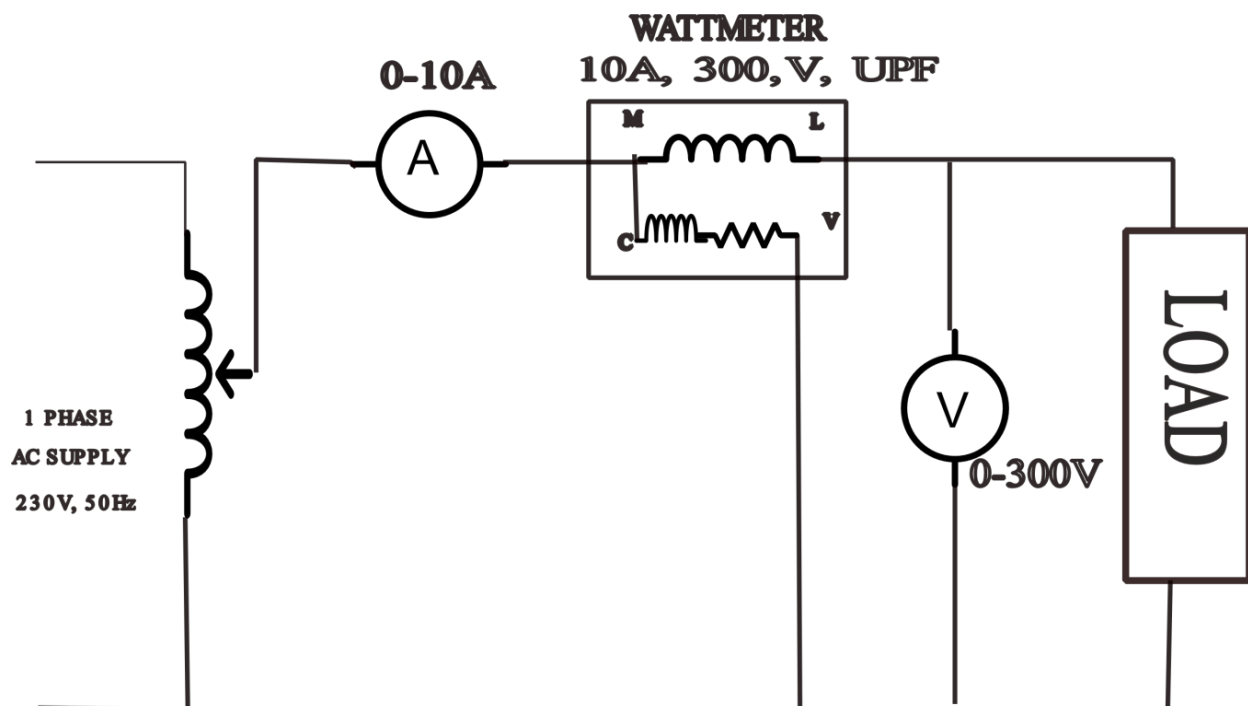 WATTMETER
10A, 300, V, UPF
0-10A
A
M
L
C
V
1 PHASE
AC SUPPLY
230V, 50Hz
V
0-300V
LOAD